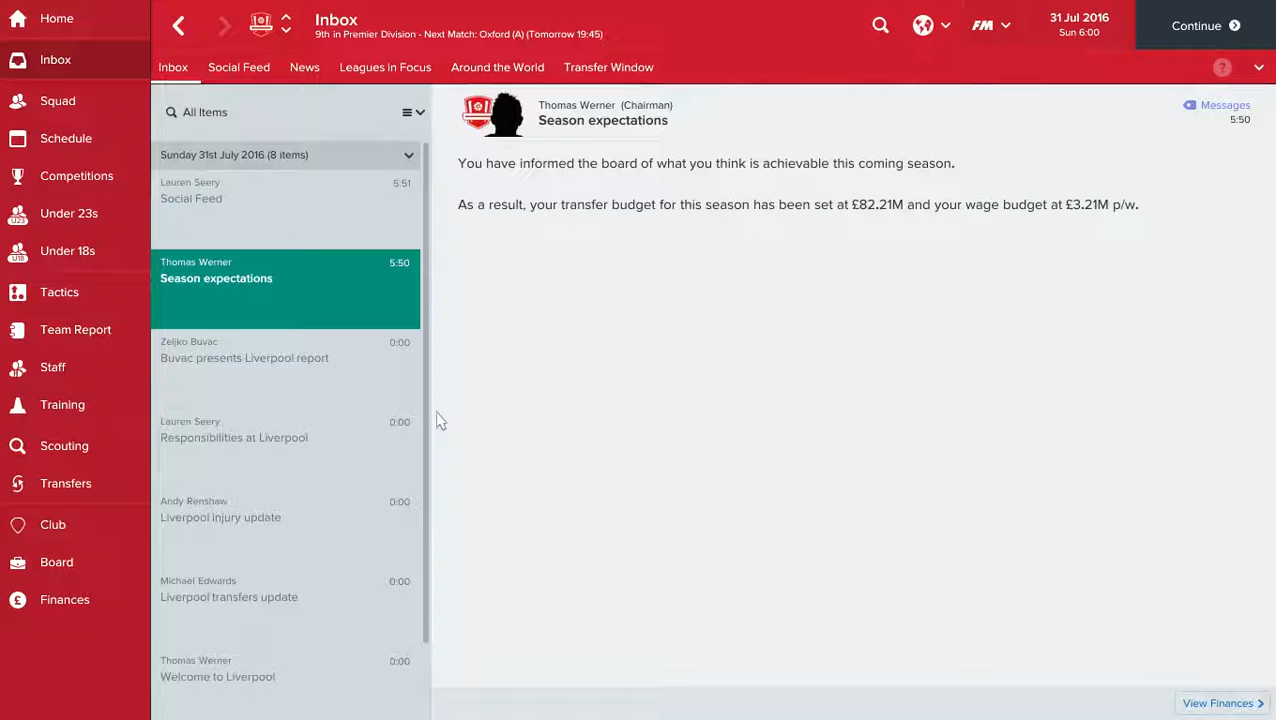 Home
Inbox
Squad
Schedule
Competitions
U23
Under 23s
U18
Under 18s
Tactics
Team Report
Staff
Training
Scouting
Transfers
Club
Board
£ Finances
Inbox
9th in Premier Division - Next Match: Oxford (A) (Tomorrow 19:45)
FM
31 Jul 2016
Sun 6:00
Continue
Inbox Social Feed News Leagues in Focus Around the World Transfer Window
?
All Items
Sunday 31st July 2016 (8 items)
Lauren Seery 5:51
Social Feed
Thomas Werner 5:50
Season expectations
Zeljko Buvac 0:00
Buvac presents Liverpool report
Lauren Seery 0:00
Responsibilities at Liverpool
Andy Renshaw 0:00
Liverpool injury update
Michael Edwards 0:00
Liverpool transfers update
Thomas Werner 0:00
Welcome to Liverpool
Thomas Werner (Chairman)
Season expectations
Messages
5:50
You have informed the board of what you think is achievable this coming season.
As a result, your transfer budget for this season has been set at £82.21M and your wage budget at £3.21M p/w.
View Finances